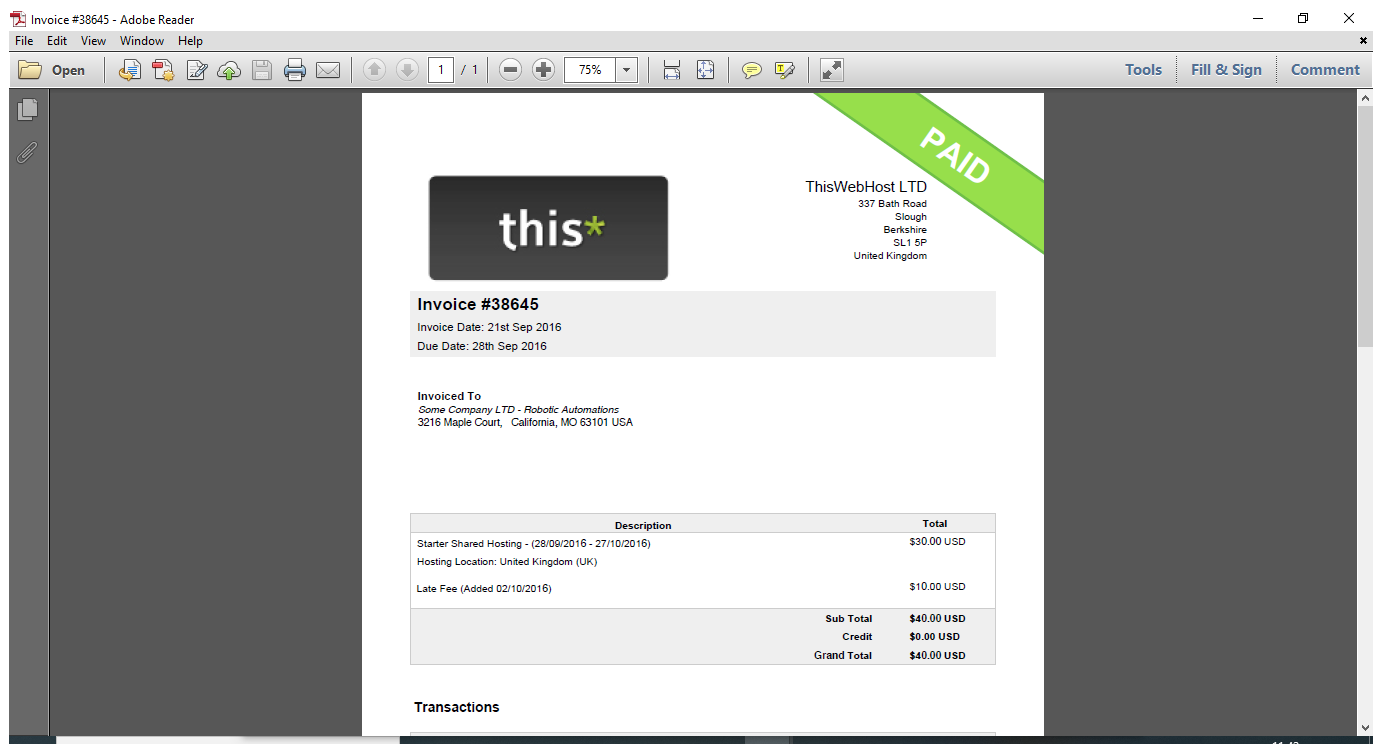 Invoice #38645 - Adobe Reader
File Edit View Window Help
Open 1 / 1 75% Tools Fill & Sign Comment
PAID
this*
ThisWebHost LTD
337 Bath Road
Slough
Berkshire
SL1 5P
United Kingdom
Invoice #38645
Invoice Date: 21st Sep 2016
Due Date: 28th Sep 2016
Invoiced To
Some Company LTD - Robotic Automations
3216 Maple Court, California, MO 63101 USA
Description Total
Starter Shared Hosting - (28/09/2016 - 27/10/2016) $30.00 USD
Hosting Location: United Kingdom (UK)
Late Fee (Added 02/10/2016) $10.00 USD
Sub Total $40.00 USD
Credit $0.00 USD
Grand Total $40.00 USD
Transactions